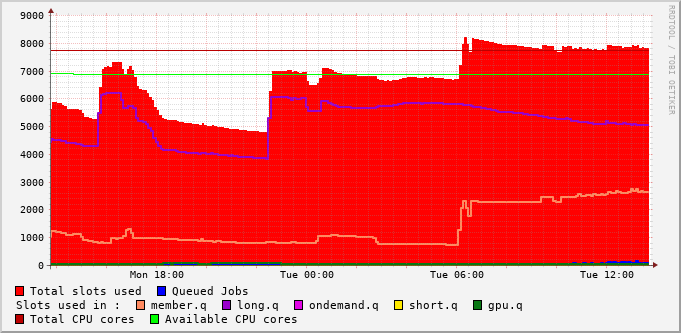 RRDTOOL / TOBI OETIKER
9000
8000
7000
6000
5000
4000
3000
2000
1000
0
Mon 18:00 Tue 00:00 Tue 06:00 Tue 12:00
Total slots used Queued Jobs
Slots used in : member.q long.q ondemand.q short.q gpu.q
Total CPU cores Available CPU cores